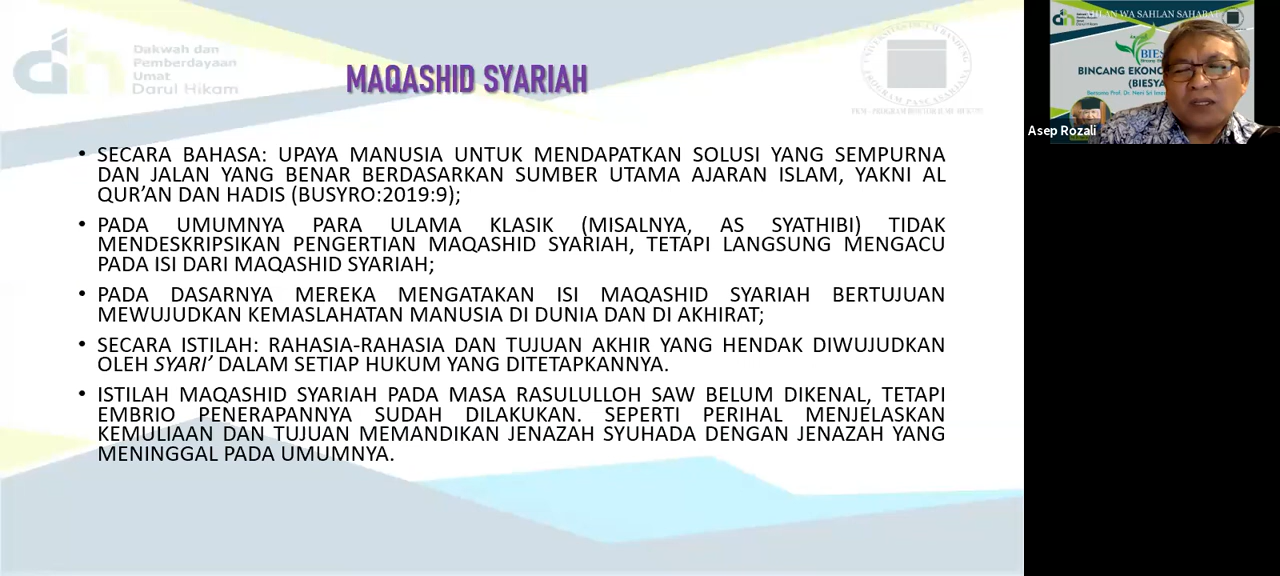 Dakwah dan
Pemberdayaan
Umat
Darul Hikam
MAQASHID SYARIAH
• SECARA BAHASA: UPAYA MANUSIA UNTUK MENDAPATKAN SOLUSI YANG SEMPURNA
DAN JALAN YANG BENAR BERDASARKAN SUMBER UTAMA AJARAN ISLAM, YAKNI AL
QUR'AN DAN HADIS (BUSYRO:2019:9);
• PADA UMUMNYA PARA ULAMA KLASIK (MISALNYA, AS SYATHIBI) TIDAK
MENDESKRIPSIKAN PENGERTIAN MAQASHID SYARIAH, TETAPI LANGSUNG MENGACU
PADA ISI DARI MAQASHID SYARIAH;
• PADA DASARNYA MEREKA MENGATAKAN ISI MAQASHID SYARIAH BERTUJUAN
MEWUJUDKAN KEMASLAHATAN MANUSIA DI DUNIA DAN DI AKHIRAT;
• SECARA ISTILAH: RAHASIA-RAHASIA DAN TUJUAN AKHIR YANG HENDAK DIWUJUDKAN
OLEH SYARI' DALAM SETIAP HUKUM YANG DITETAPKANNYA.
• ISTILAH MAQASHID SYARIAH PADA MASA RASULULLOH SAW BELUM DIKENAL, TETAPI
EMBRIO PENERAPANNYA SUDAH DILAKUKAN. SEPERTI PERIHAL MENJELASKAN
KEMULIAAN DAN TUJUAN MEMANDIKAN JENAZAH SYUHADA DENGAN JENAZAH YANG
MENINGGAL PADA UMUMNYA.
WA SAHLAN SAHABAT
BINCANG EKONO
Asep Rozali